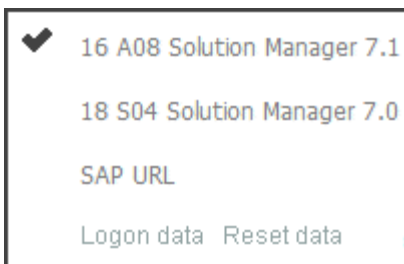 16 A08 Solution Manager 7.1
18 S04 Solution Manager 7.0
SAP URL
Logon data Reset data